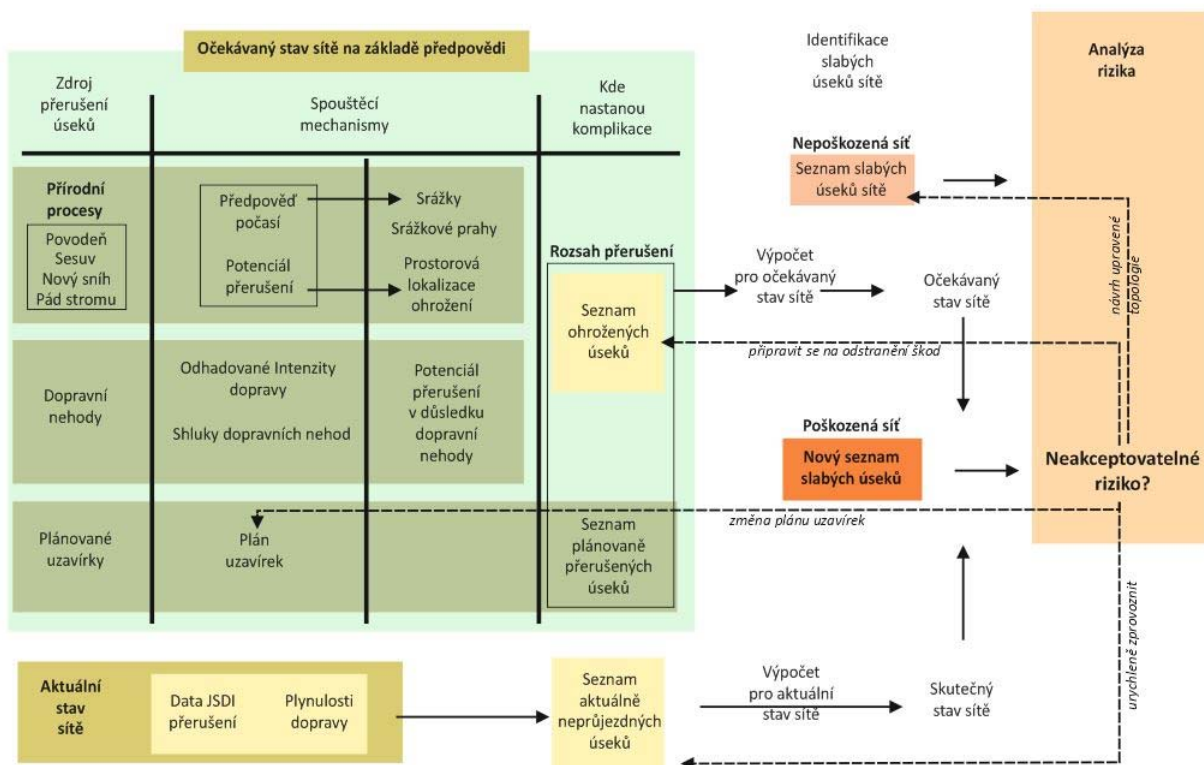 Očekávaný stav sítě na základě předpovědi
Zdroj
přerušení
úseků
Spouštěcí
mechanismy
Kde
nastanou
komplikace
Identifikace
slabých
úseků sítě
Analýza
rizika
Přírodní
procesy
Povodeň
Sesuv
Nový sníh
Pád stromu
Předpověď
počasí
Potenciál
přerušení
Srážky
Srážkové prahy
Prostorová
lokalizace
ohrožení
Rozsah přerušení
Seznam
ohrožených
úseků
Nepoškozená síť
Seznam slabých
úseků sítě
Výpočet
pro očekávaný
stav sítě
Očekávaný
stav sítě
návrh upravené
topologie
připravit se na odstranění škod
Dopravní
nehody
Odhadované Intenzity
dopravy
Shluky dopravních nehod
Potenciál
přerušení
v důsledku
dopravní
nehody
Poškozená síť
Nový seznam
slabých úseků
Neakceptovatelné
riziko?
změna plánu uzavírek
Plánované
uzavírky
Plán
uzavírek
Seznam
plánovaně
přerušených
úseků
urychleně zprovoznit
Aktuální
stav
sítě
Data JSDI
přerušení
Plynulosti
dopravy
Seznam
aktuálně
neprůjezdných
úseků
Výpočet
pro aktuální
stav sítě
Skutečný
stav sítě